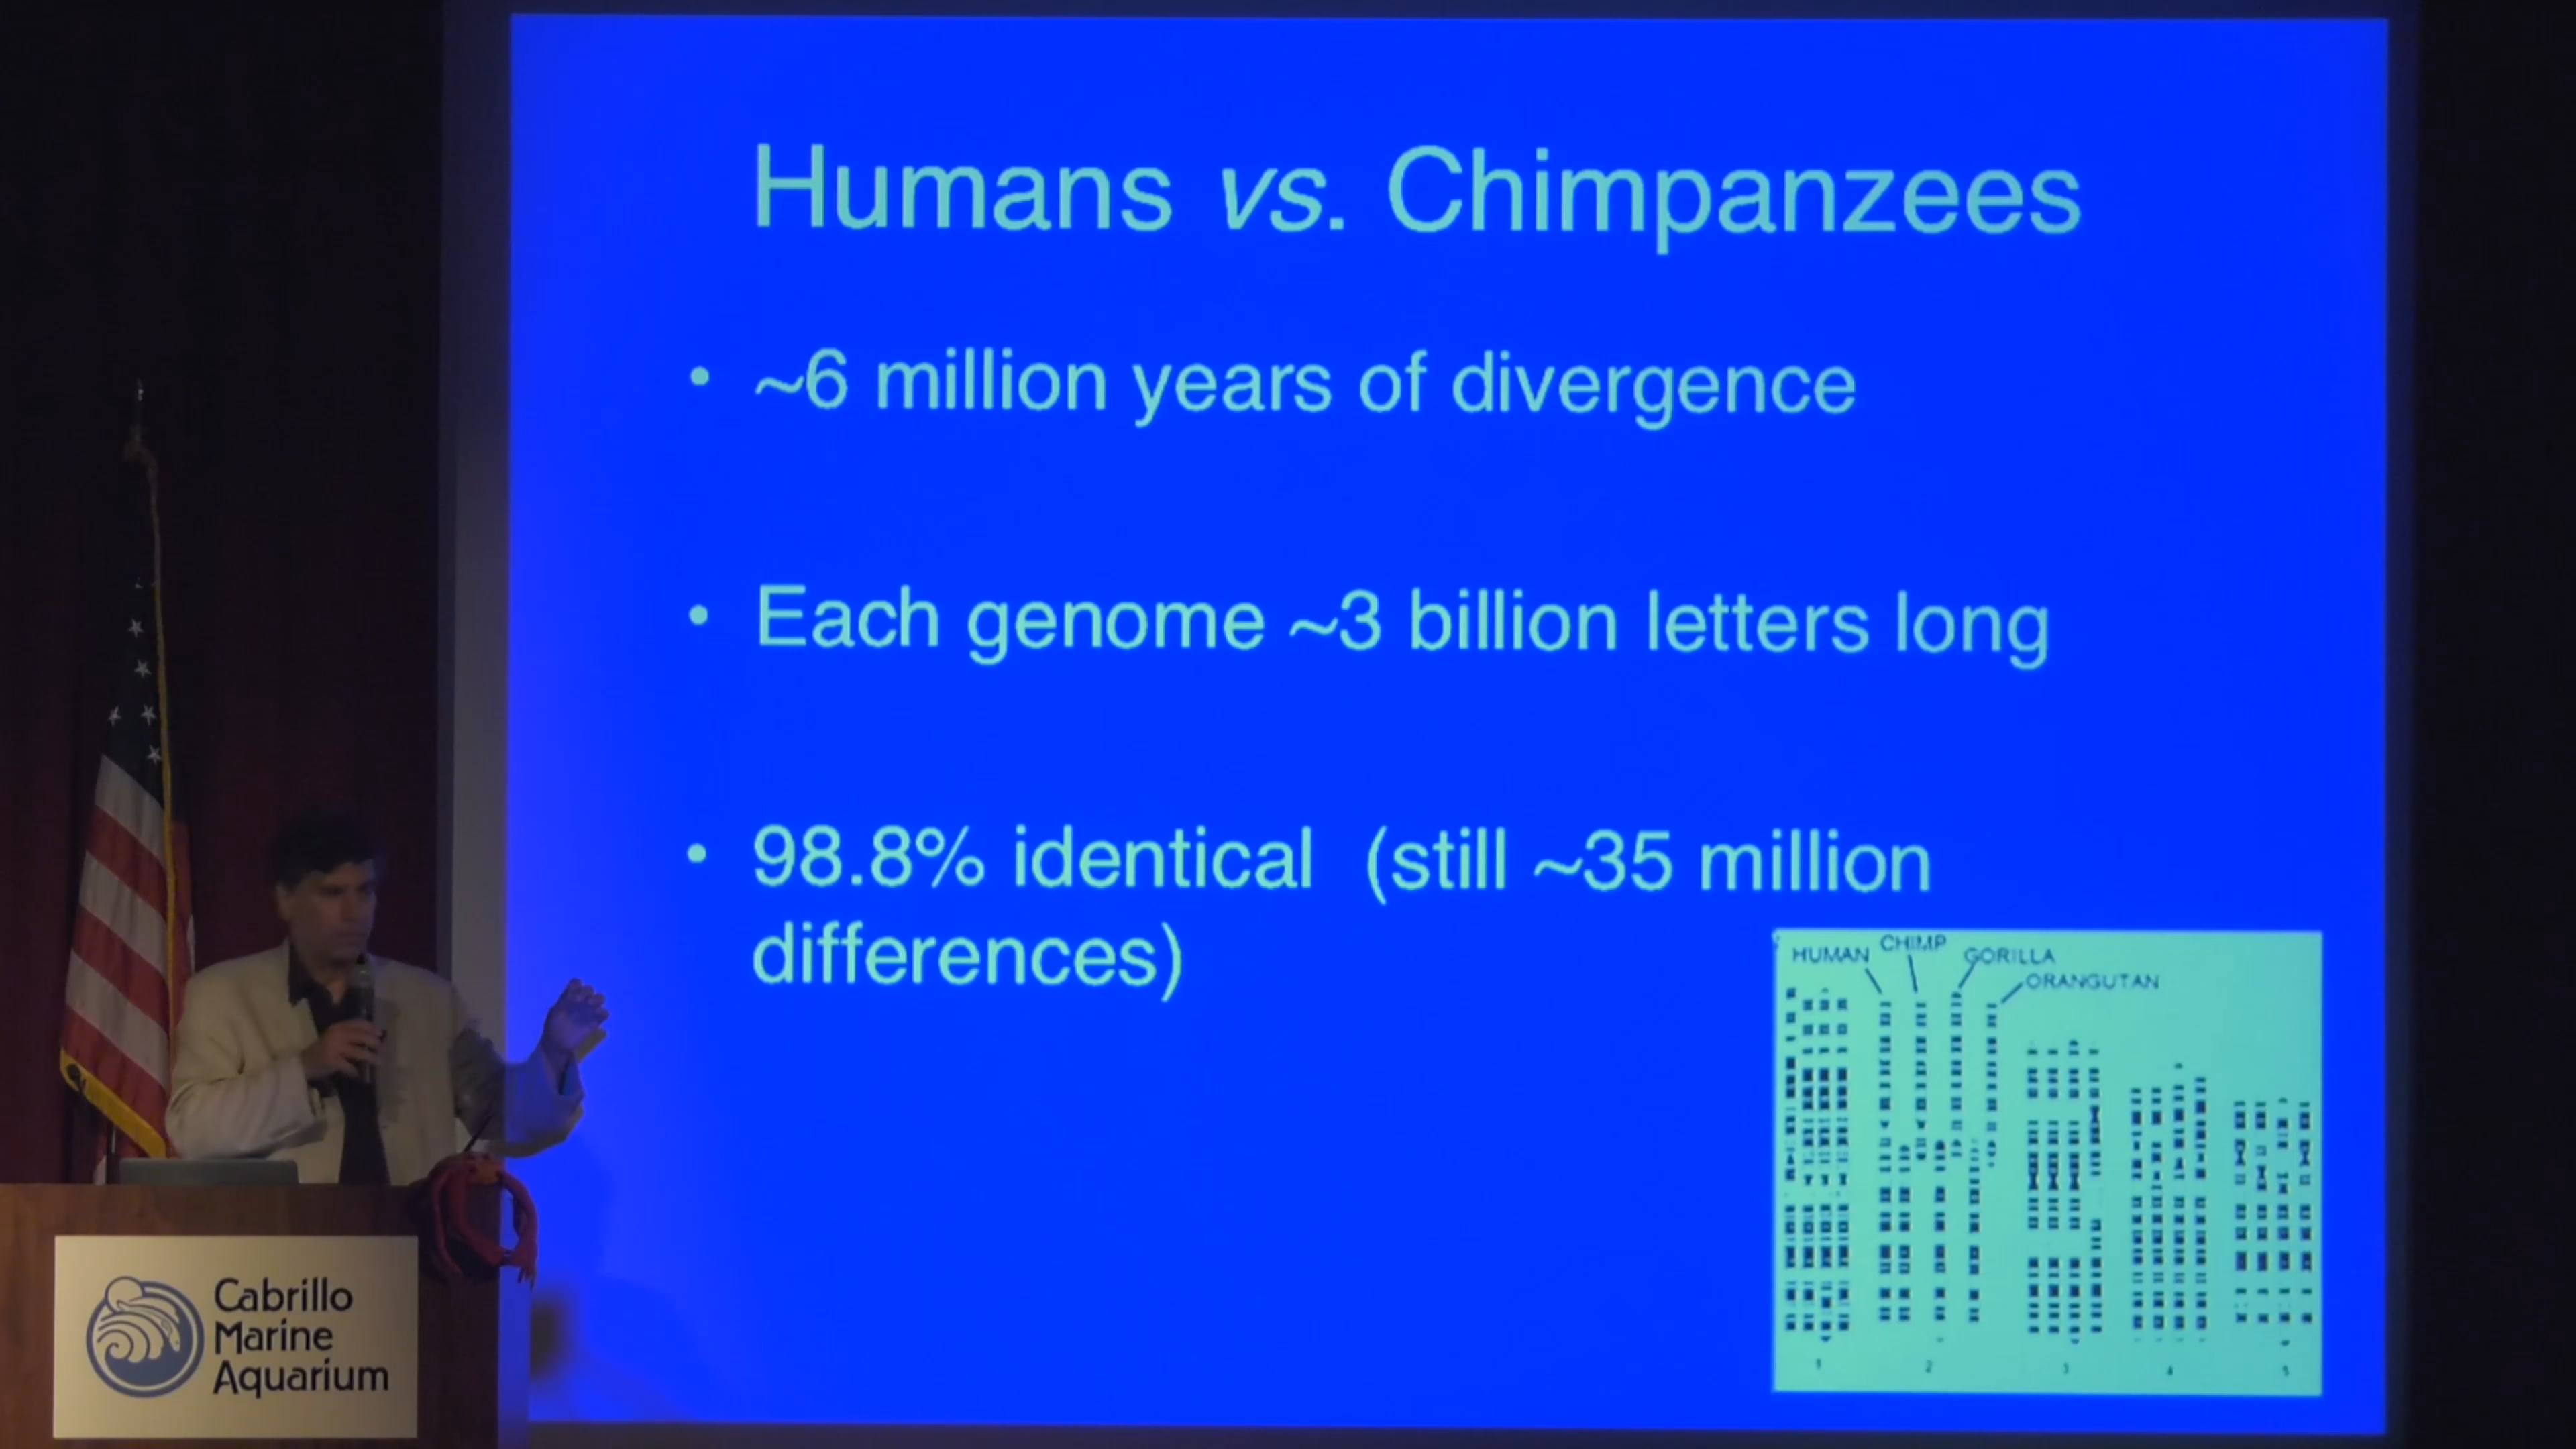 Humans vs. Chimpanzees
• ~6 million years of divergence
• Each genome ~3 billion letters long
• 98.8% identical (still ~35 million
differences)
HUMAN
CHIMP
GORILLA
ORANGUTAN
1 2 3 4 5
Cabrillo
Marine
Aquarium